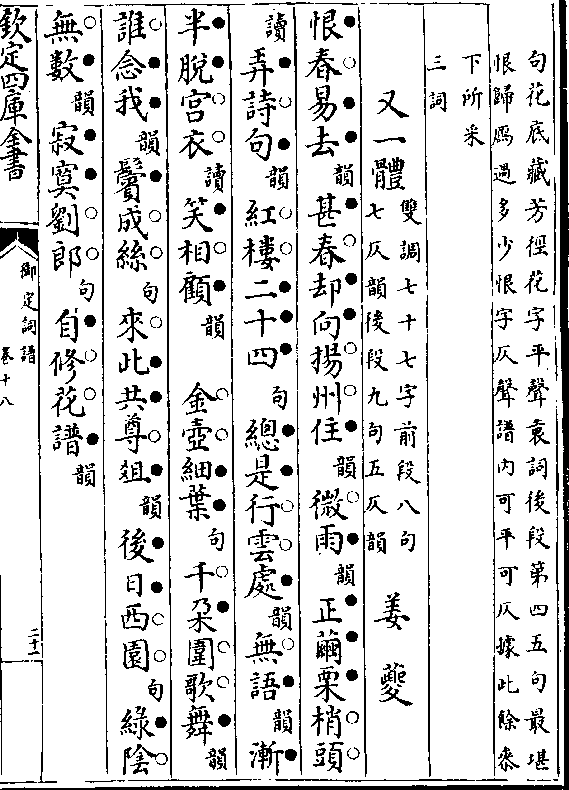 句花底藏芳徑花字平聲袁詞後段第四五句最堪
恨歸鴈過多少恨字仄聲譜内可平可仄據此餘叅
下所采
三詞
又一體 雙調七十七字前段八句
七仄韻後段九句五仄韻 姜夔
恨春易去韻甚春却向揚州住韻微雨韻正繭栗梢頭
讀弄詩句韻紅樓二十四句總是行雲處韻無語韻漸
半脫宫衣讀笑相顧韻 金壺細葉句千朶圍歌舞韻
誰念我韻鬢成絲句來此共尊俎韻後日西園句綠陰
無數韻寂寞劉郎句自修花譜韻
欽定四庫全書
御定詞譜
卷十八
二十一